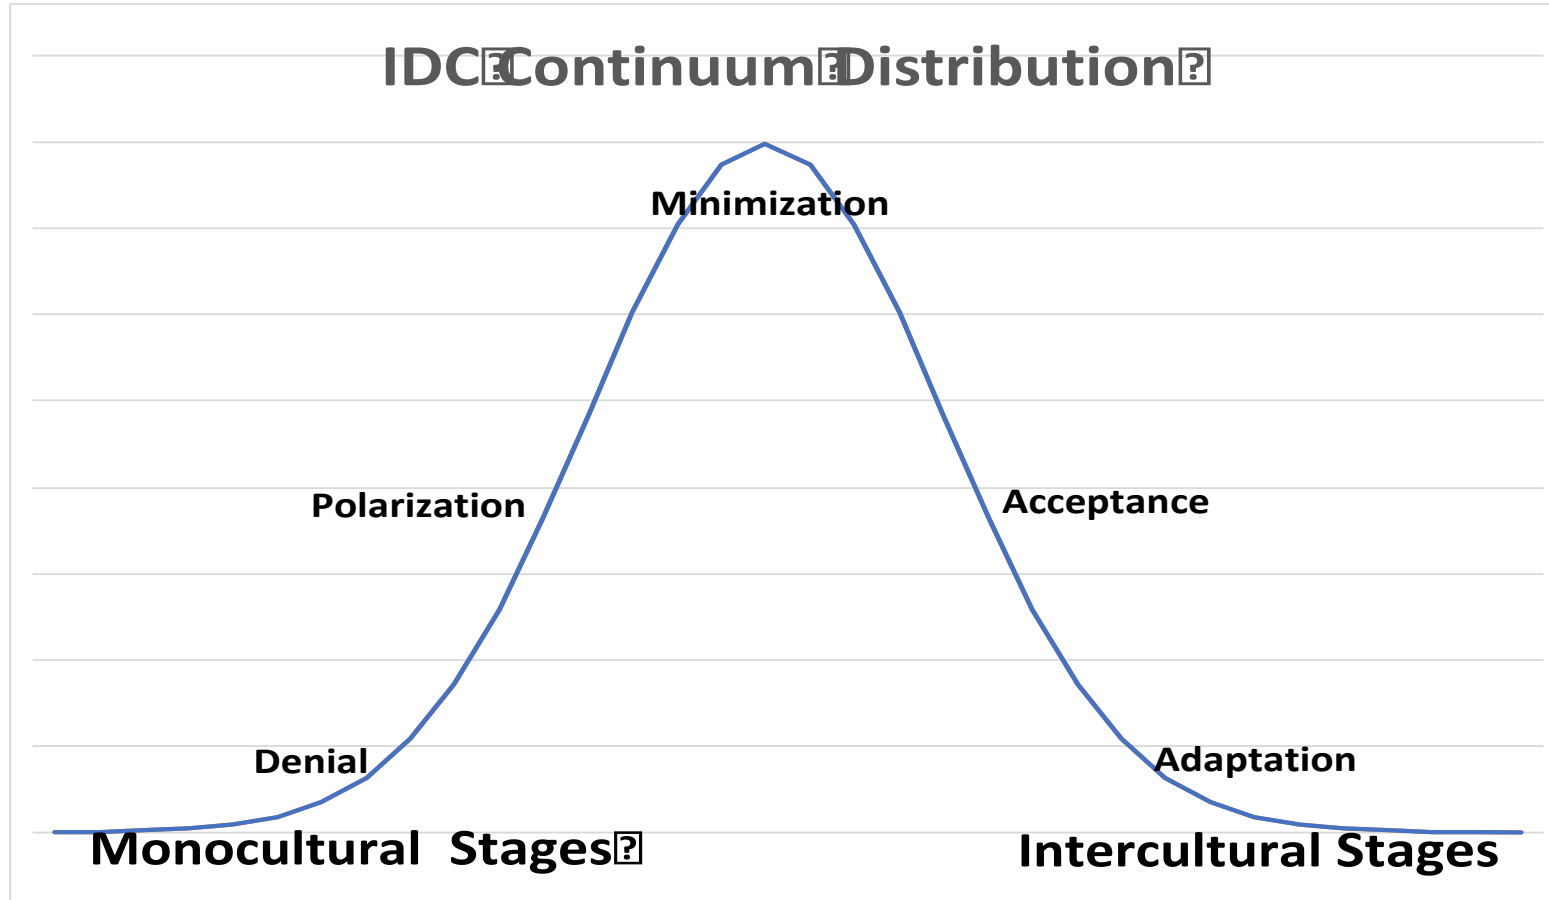 IDC⍰Continuum⍰Distribution⍰
Minimization
Polarization
Acceptance
Denial
Adaptation
Monocultural  Stages⍰
Intercultural Stages